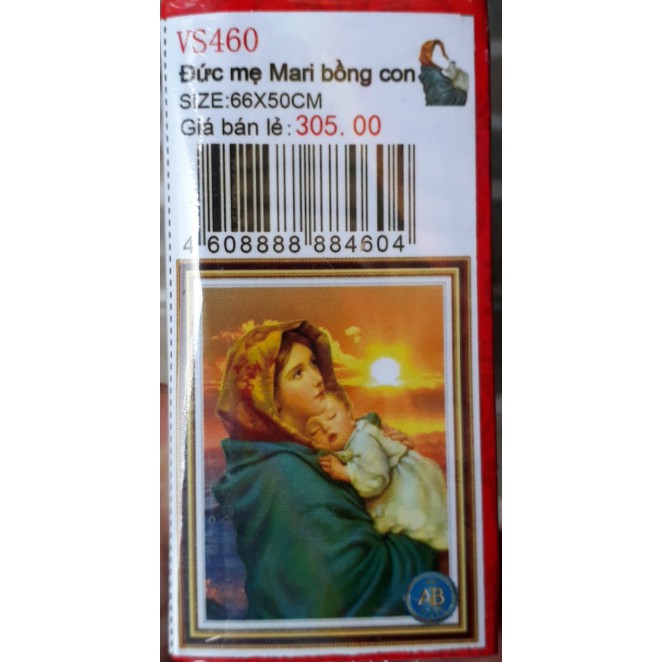 VS460
Đức mẹ Mari bồng con
SIZE:66X50CM
Giá bán lẻ: 305. 00
4 608888 884604
AB